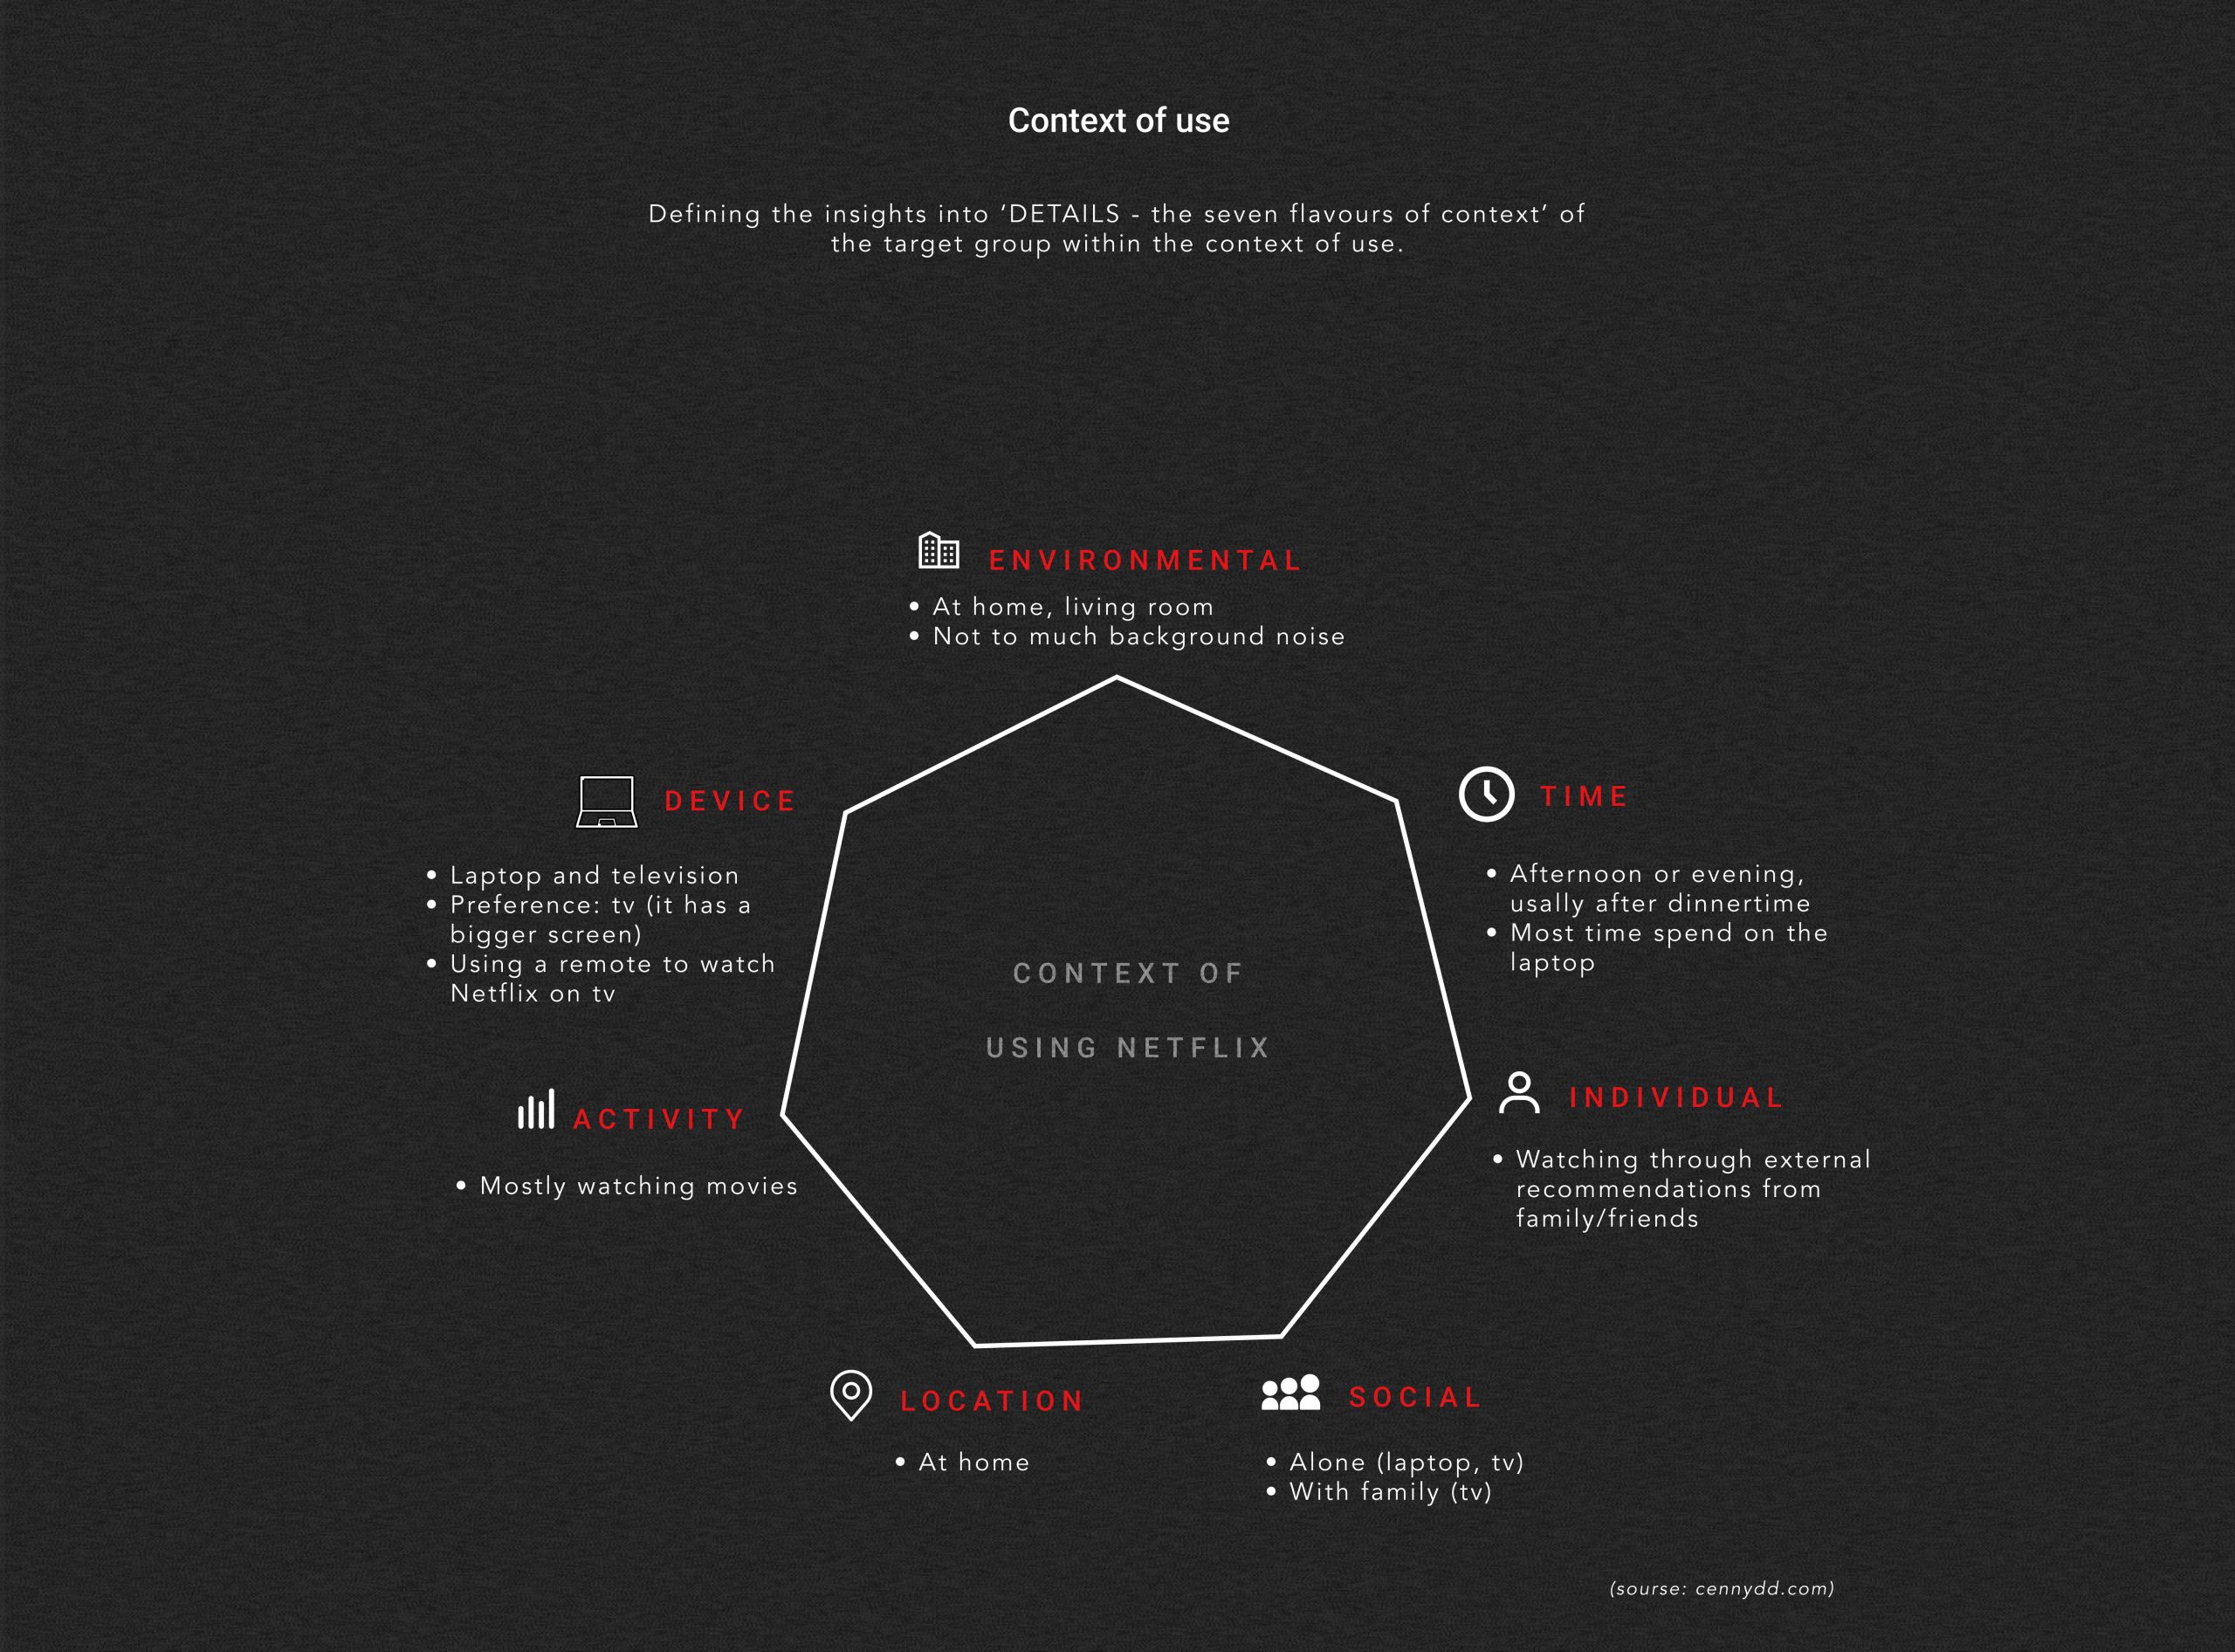 Context of use
Defining the insights into ‘DETAILS - the seven flavours of context’ of
the target group within the context of use.
ENVIRONMENTAL
• At home, living room
• Not to much background noise
DEVICE
• Laptop and television
• Preference: tv (it has a
bigger screen)
• Using a remote to watch
Netflix on tv
TIME
• Afternoon or evening,
usally after dinnertime
• Most time spend on the
laptop
CONTEXT OF
USING NETFLIX
ACTIVITY
• Mostly watching movies
INDIVIDUAL
• Watching through external
recommendations from
family/friends
LOCATION
• At home
SOCIAL
• Alone (laptop, tv)
• With family (tv)
(sourse: cennydd.com)